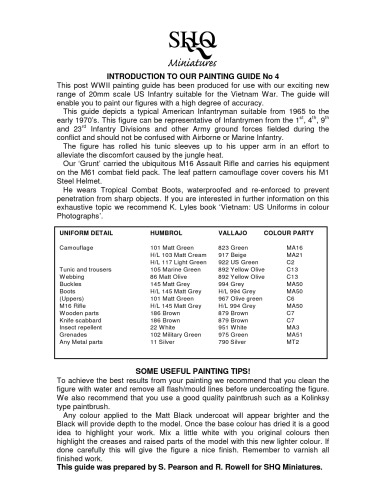 SHQ
Miniatures
INTRODUCTION TO OUR PAINTING GUIDE No 4
This post WWII painting guide has been produced for use with our exciting new
range of 20mm scale US Infantry suitable for the Vietnam War. The guide will
enable you to paint our figures with a high degree of accuracy.
This guide depicts a typical American Infantryman suitable from 1965 to the
early 1970's. This figure can be representative of Infantrymen from the 1st, 4th, 9th
and 23rd Infantry Divisions and other Army ground forces fielded during the
conflict and should not be confused with Airborne or Marine Infantry.
The figure has rolled his tunic sleeves up to his upper arm in an effort to
alleviate the discomfort caused by the jungle heat.
Our 'Grunt' carried the ubiquitous M16 Assault Rifle and carries his equipment
on the M61 combat field pack. The leaf pattern camouflage cover covers his M1
Steel Helmet.
He wears Tropical Combat Boots, waterproofed and re-enforced to prevent
penetration from sharp objects. If you are interested in further information on this
exhaustive topic we recommend K. Lyles book 'Vietnam: US Uniforms in colour
Photographs'.
UNIFORM DETAIL HUMBROL VALLAJO COLOUR PARTY
Camouflage 101 Matt Green 823 Green MA16
H/L 103 Matt Cream 917 Beige MA21
H/L 117 Light Green 922 US Green C2
Tunic and trousers 105 Marine Green 892 Yellow Olive C13
Webbing 86 Matt Olive 892 Yellow Olive C13
Buckles 145 Matt Grey 994 Grey MA50
Boots H/L 145 Matt Grey H/L 994 Grey MA50
(Uppers) 101 Matt Green 967 Olive green C6
M16 Rifle H/L 145 Matt Grey H/L 994 Grey MA50
Wooden parts 186 Brown 879 Brown C7
Knife scabbard 186 Brown 879 Brown C7
Insect repellent 22 White 951 White MA3
Grenades 102 Military Green 975 Green MA51
Any Metal parts 11 Silver 790 Silver MT2
SOME USEFUL PAINTING TIPS!
To achieve the best results from your painting we recommend that you clean the
figure with water and remove all flash/mould lines before undercoating the figure.
We also recommend that you use a good quality paintbrush such as a Kolinksy
type paintbrush.
Any colour applied to the Matt Black undercoat will appear brighter and the
Black will provide depth to the model. Once the base colour has dried it is a good
idea to highlight your work. Mix a little white with you original colours then
highlight the creases and raised parts of the model with this new lighter colour. If
done carefully this will give the figure a nice finish. Remember to varnish all
finished work.
This guide was prepared by S. Pearson and R. Rowell for SHQ Miniatures.